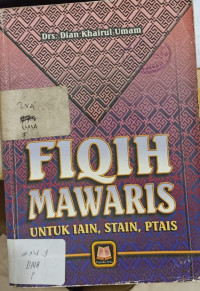 Drs. Dian Khairul Umam
FIQIH
MAWARIS
UNTUK IAIN, STAIN, PTAIS